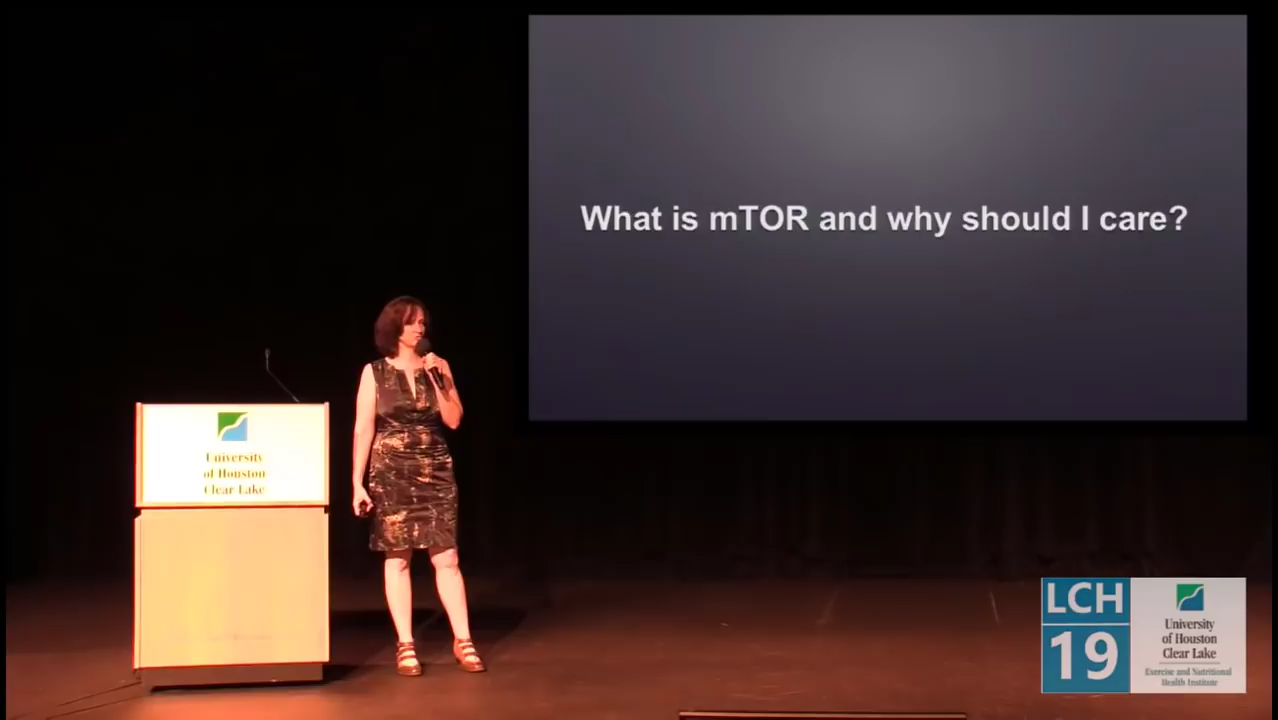 What is mTOR and why should I care?
University
of Houston
Clear Lake
LCH
19
University
of Houston
Clear Lake
Exercise and Nutritional
Health Institute